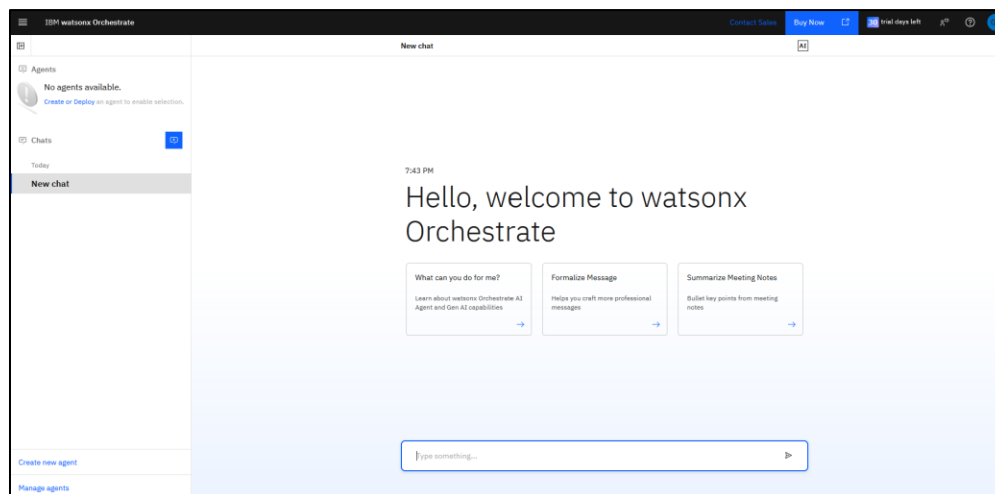 IBM watsonx Orchestrate
Contact Sales
Buy Now
30 trial days left
New chat
AI
Agents
No agents available.
Create or Deploy an agent to enable selection.
Chats
Today
New chat
7:43 PM
Hello, welcome to watsonx
Orchestrate
What can you do for me?
Learn about watsonx Orchestrate AI
Agent and Gen AI capabilities
Formalize Message
Helps you craft more professional
messages
Summarize Meeting Notes
Bullet key points from meeting
notes
Type something...
Create new agent
Manage agents